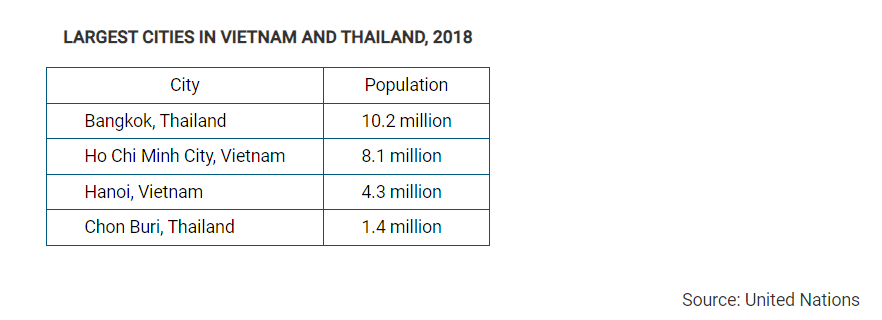 LARGEST CITIES IN VIETNAM AND THAILAND, 2018
City Population
Bangkok, Thailand 10.2 million
Ho Chi Minh City, Vietnam 8.1 million
Hanoi, Vietnam 4.3 million
Chon Buri, Thailand 1.4 million
Source: United Nations